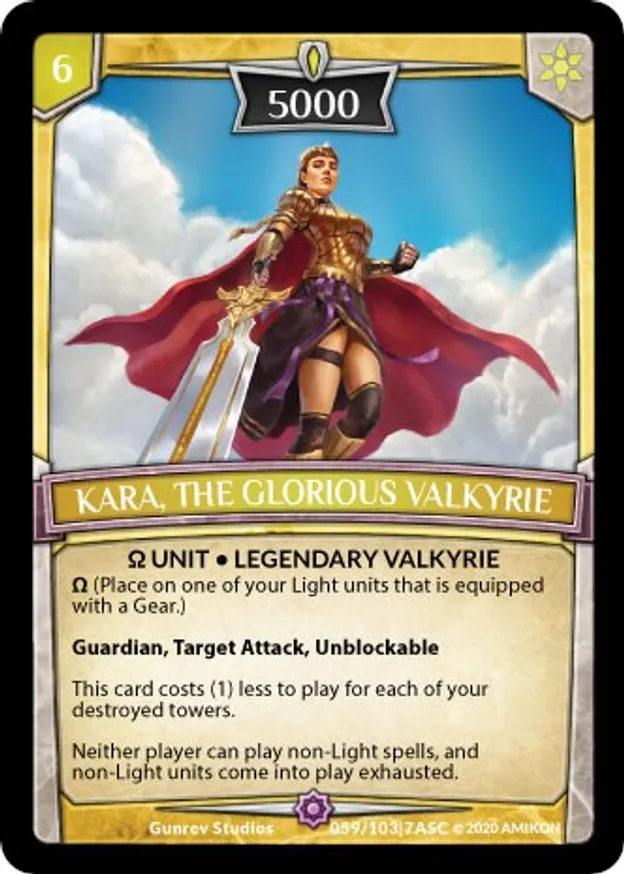 6
5000
KARA, THE GLORIOUS VALKYRIE
Ω UNIT • LEGENDARY VALKYRIE
Ω (Place on one of your Light units that is equipped
with a Gear.)
Guardian, Target Attack, Unblockable
This card costs (1) less to play for each of your
destroyed towers.
Neither player can play non-Light spells, and
non-Light units come into play exhausted.
Gunrev Studios 059/103|7ASC © 2020 AMIKON